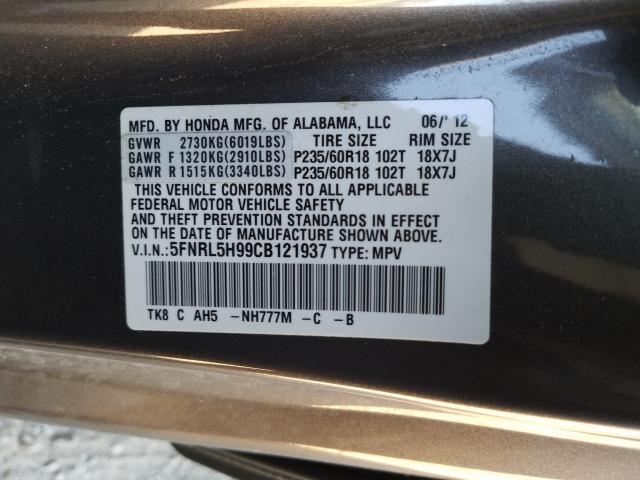 MFD. BY HONDA MFG. OF ALABAMA, LLC 06/'12
GVWR 2730KG(6019LBS) TIRE SIZE RIM SIZE
GAWR F 1320KG(2910LBS) P235/60R18 102T 18X7J
GAWR R 1515KG(3340LBS) P235/60R18 102T 18X7J
THIS VEHICLE CONFORMS TO ALL APPLICABLE
FEDERAL MOTOR VEHICLE SAFETY
AND THEFT PREVENTION STANDARDS IN EFFECT
ON THE DATE OF MANUFACTURE SHOWN ABOVE.
V.I.N.:5FNRL5H99CB121937 TYPE: MPV
TK8 C AH5 -NH777M -C -B